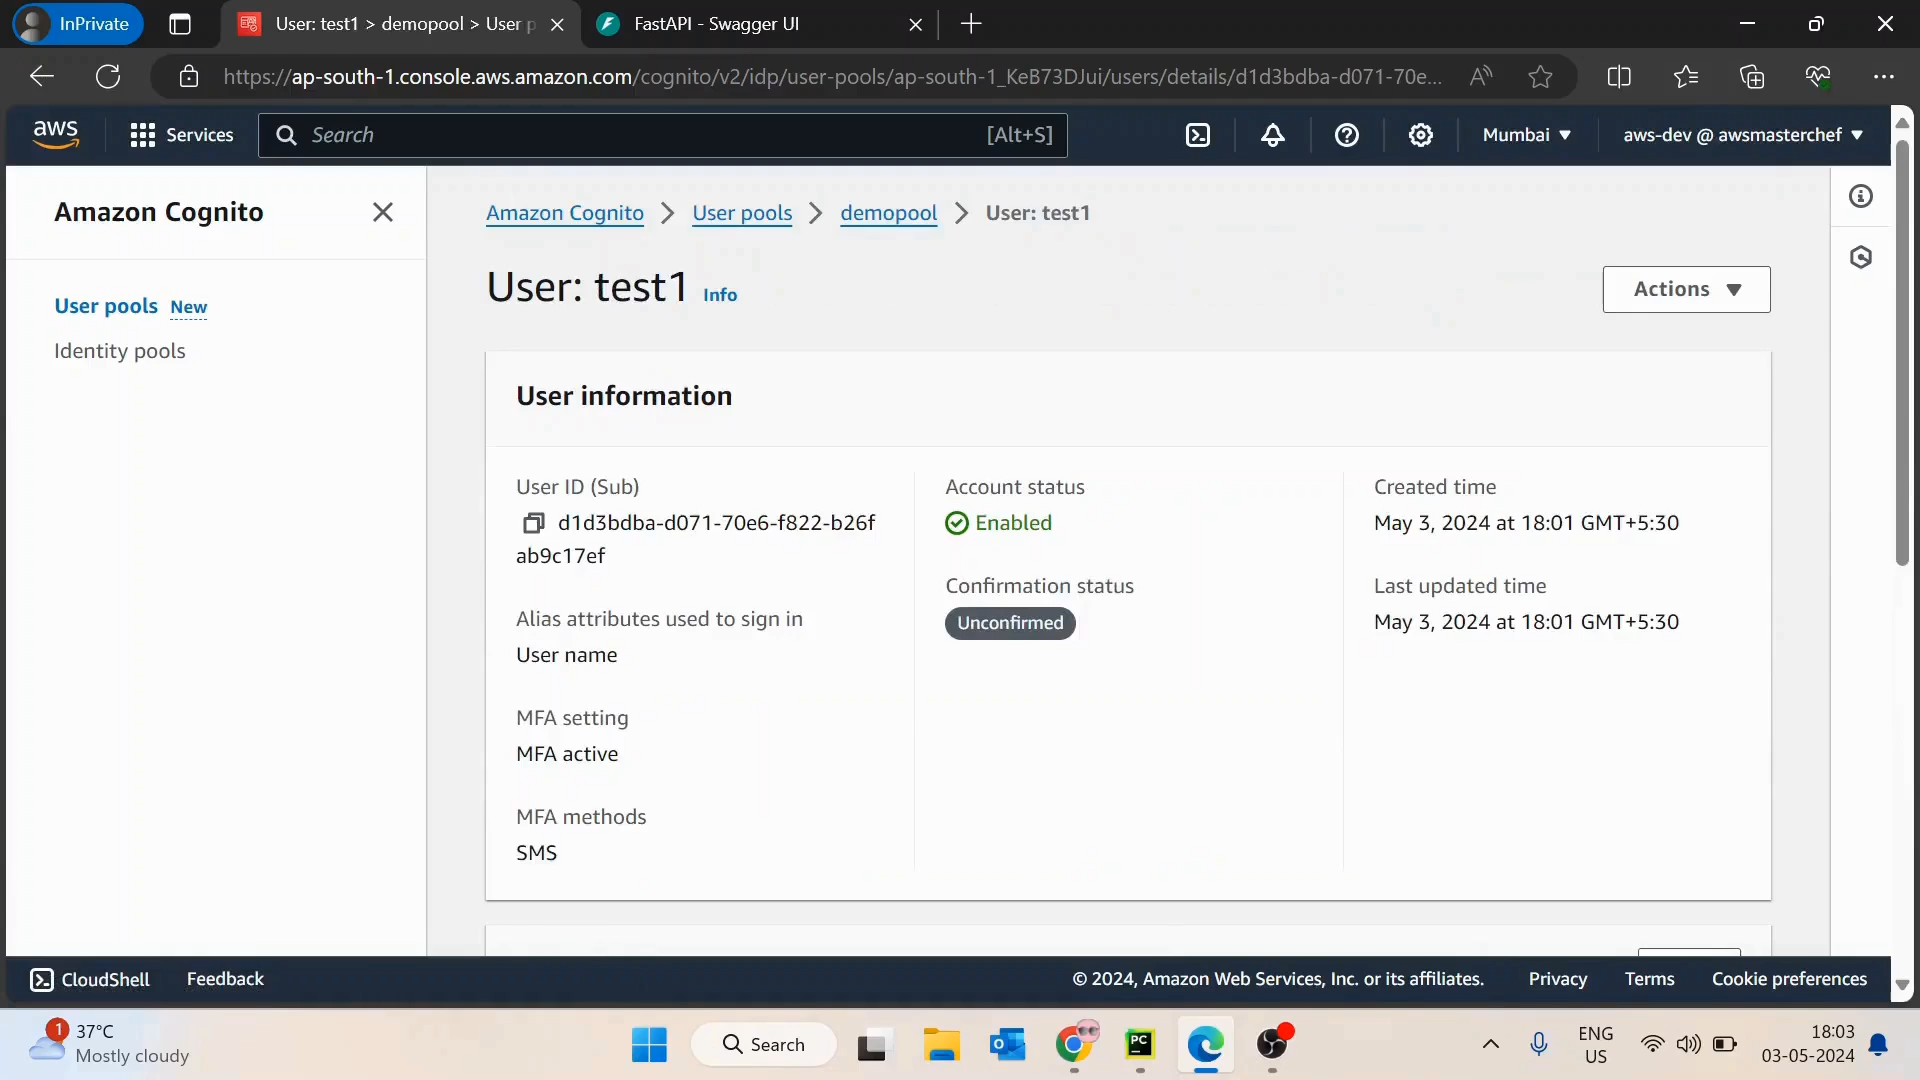 InPrivate
User: test1 > demopool > User p
FastAPI - Swagger UI
https://ap-south-1.console.aws.amazon.com/cognito/v2/idp/user-pools/ap-south-1_KeB73DJui/users/details/d1d3bdba-d071-70e...
aws
Services
Search
[Alt+S]
Mumbai
aws-dev @ awsmasterchef
Amazon Cognito
User pools New
Identity pools
Amazon Cognito > User pools > demopool > User: test1
User: test1 Info
Actions
User information
User ID (Sub)
d1d3bdba-d071-70e6-f822-b26f
ab9c17ef
Alias attributes used to sign in
User name
MFA setting
MFA active
MFA methods
SMS
Account status
Enabled
Confirmation status
Unconfirmed
Created time
May 3, 2024 at 18:01 GMT+5:30
Last updated time
May 3, 2024 at 18:01 GMT+5:30
CloudShell
Feedback
© 2024, Amazon Web Services, Inc. or its affiliates.
Privacy
Terms
Cookie preferences
1
37°C
Mostly cloudy
Search
PC
ENG
US
18:03
03-05-2024